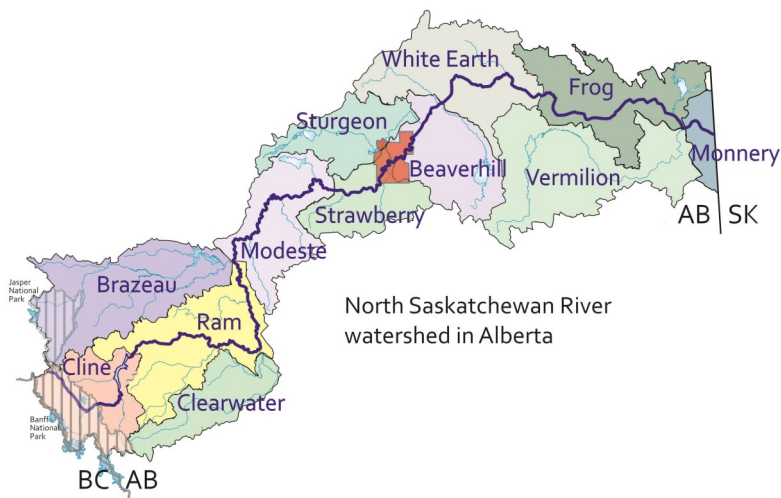 White Earth
Frog
Sturgeon
Monnery
Beaverhill
Vermilion
Strawberry
AB SK
Modeste
Brazeau
Jasper
National
Park
North Saskatchewan River
watershed in Alberta
Ram
Cline
Clearwater
Banff
National
Park
BC AB